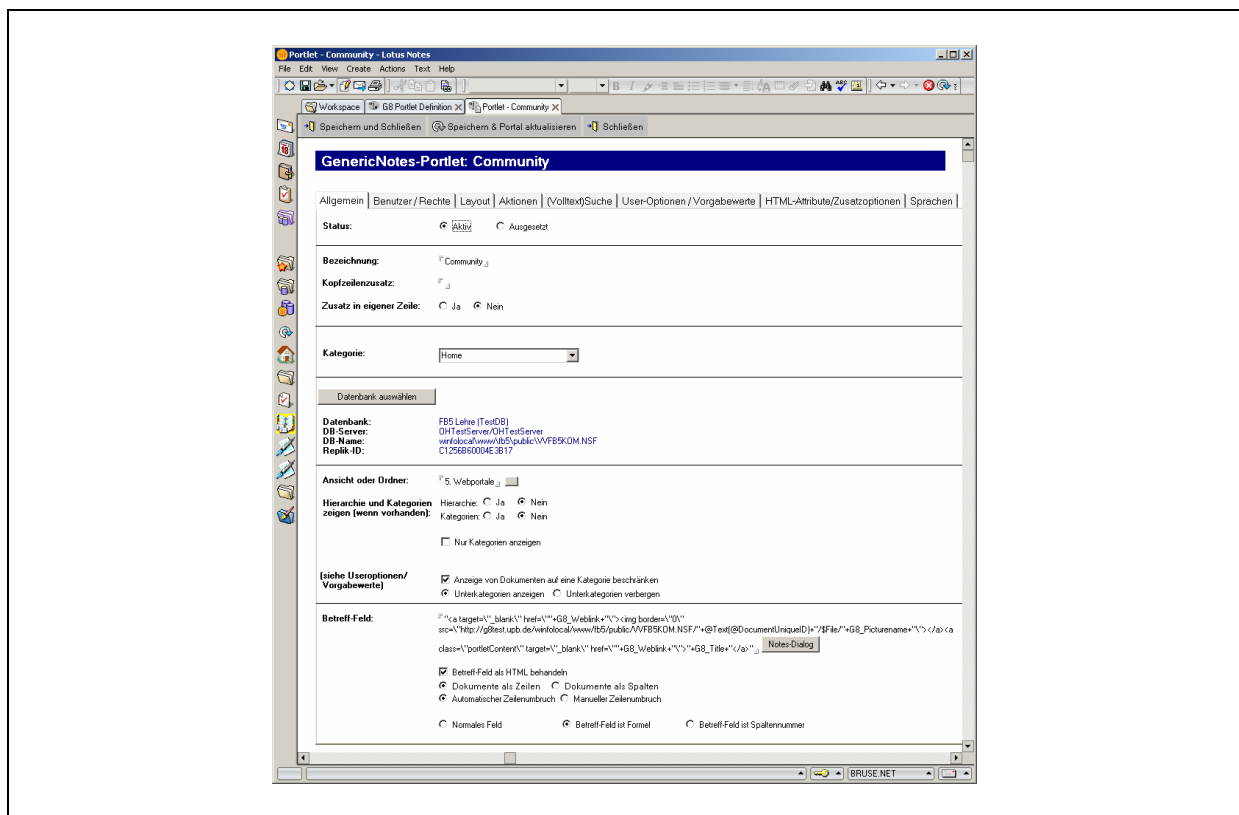 Portlet - Community - Lotus Notes
File Edit View Create Actions Text Help
Workspace G8 Portlet Definition Portlet - Community
Speichern und Schließen Speichern & Portal aktualisieren Schließen
GenericNotes-Portlet: Community
Allgemein Benutzer / Rechte Layout Aktionen (Volltext)Suche User-Optionen / Vorgabewerte HTML-Attribute/Zusatzoptionen Sprachen
Status: Aktiv Ausgesetzt
Bezeichnung: Community
Kopfzeilenzusatz:
Zusatz in eigener Zeile: Ja Nein
Kategorie: Home
Datenbank auswählen
Datenbank: FB5 Lehre (TestDB)
DB-Server: OHTestServer/OHTestServer
DB-Name: winfolocal\www\fb5\public\VVFB5KOM.NSF
Replik-ID: C1256B60004E3B17
Ansicht oder Ordner: 5. Webportale
Hierarchie und Kategorien Hierarchie: Ja Nein
zeigen (wenn vorhanden): Kategorien: Ja Nein
Nur Kategorien anzeigen
(siehe Useroptionen/ Anzeige von Dokumenten auf eine Kategorie beschränken
Vorgabewerte) Unterkategorien anzeigen Unterkategorien verbergen
Betreff-Feld: "<a target=\"_blank\" href=\""+G8_Weblink+"\"><img border=\"0\"
src=\"http://g8test.upb.de/winfolocal/www/fb5/public/VVFB5KOM.NSF/"+@Text(@DocumentUniqueID)+"/$File/"+G8_Picturename+"\"></a><a
class=\"portletContent\" target=\"_blank\" href=\""+G8_Weblink+"\">"+G8_Title+"</a>" Notes-Dialog
Betreff-Feld als HTML behandeln
Dokumente als Zeilen Dokumente als Spalten
Automatischer Zeilenumbruch Manueller Zeilenumbruch
Normales Feld Betreff-Feld ist Formel Betreff-Feld ist Spaltennummer
BRUSE.NET